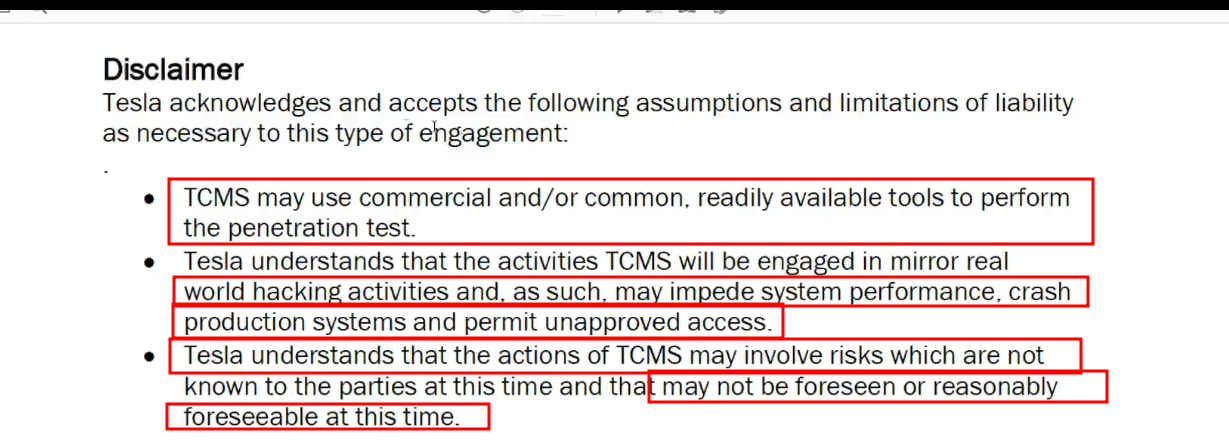 Disclaimer
Tesla acknowledges and accepts the following assumptions and limitations of liability
as necessary to this type of engagement:
.
• TCMS may use commercial and/or common, readily available tools to perform
the penetration test.
• Tesla understands that the activities TCMS will be engaged in mirror real
world hacking activities and, as such, may impede system performance, crash
production systems and permit unapproved access.
• Tesla understands that the actions of TCMS may involve risks which are not
known to the parties at this time and that may not be foreseen or reasonably
foreseeable at this time.